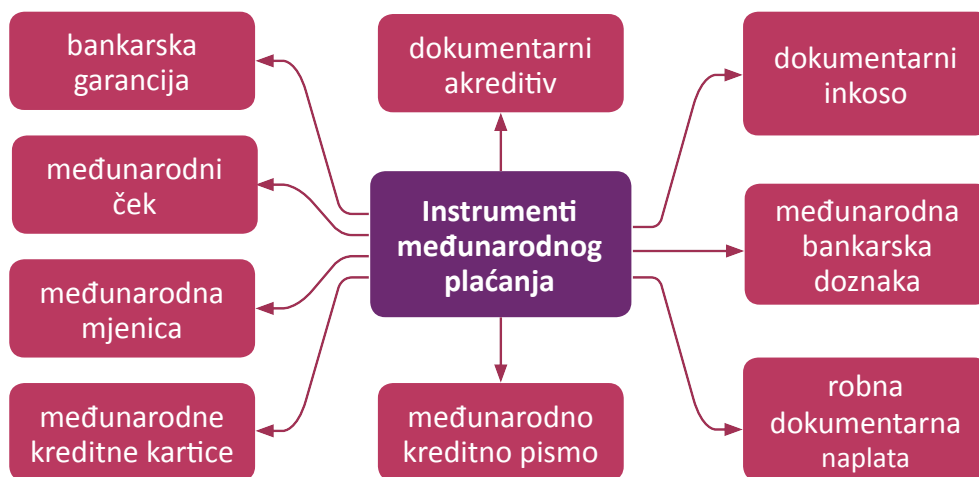 bankarska
garancija
dokumentarni
akreditiv
dokumentarni
inkoso
međunarodni
ček
Instrumenti
međunarodnog
plaćanja
međunarodna
bankarska
doznaka
međunarodna
mjenica
međunarodne
kreditne kartice
međunarodno
kreditno pismo
robna
dokumentarna
naplata